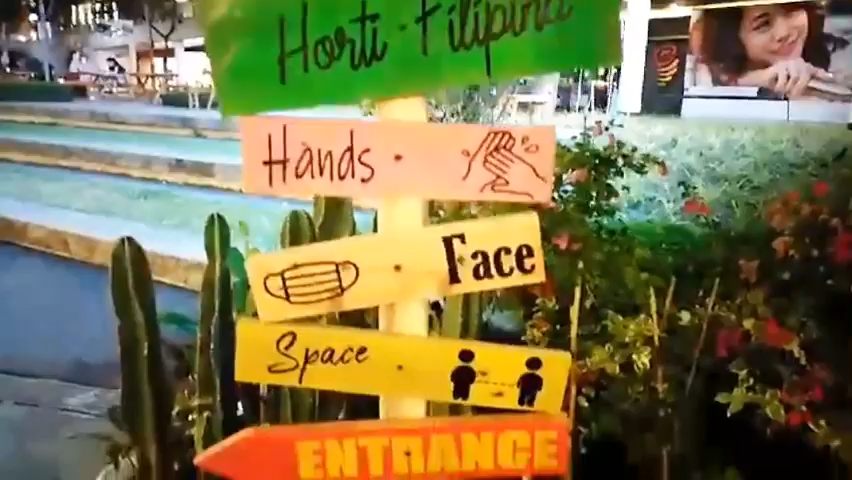 Horti · Filipina
Hands
Face
Space
ENTRANCE